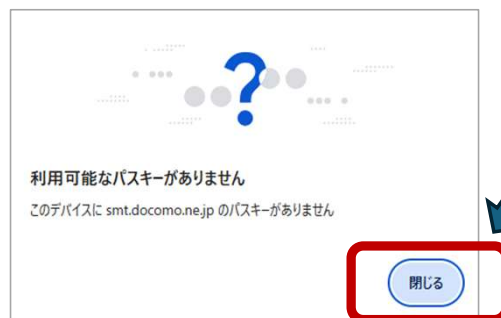 利用可能なパスキーがありません
このデバイスに smt.docomo.ne.jp のパスキーがありません
閉じる